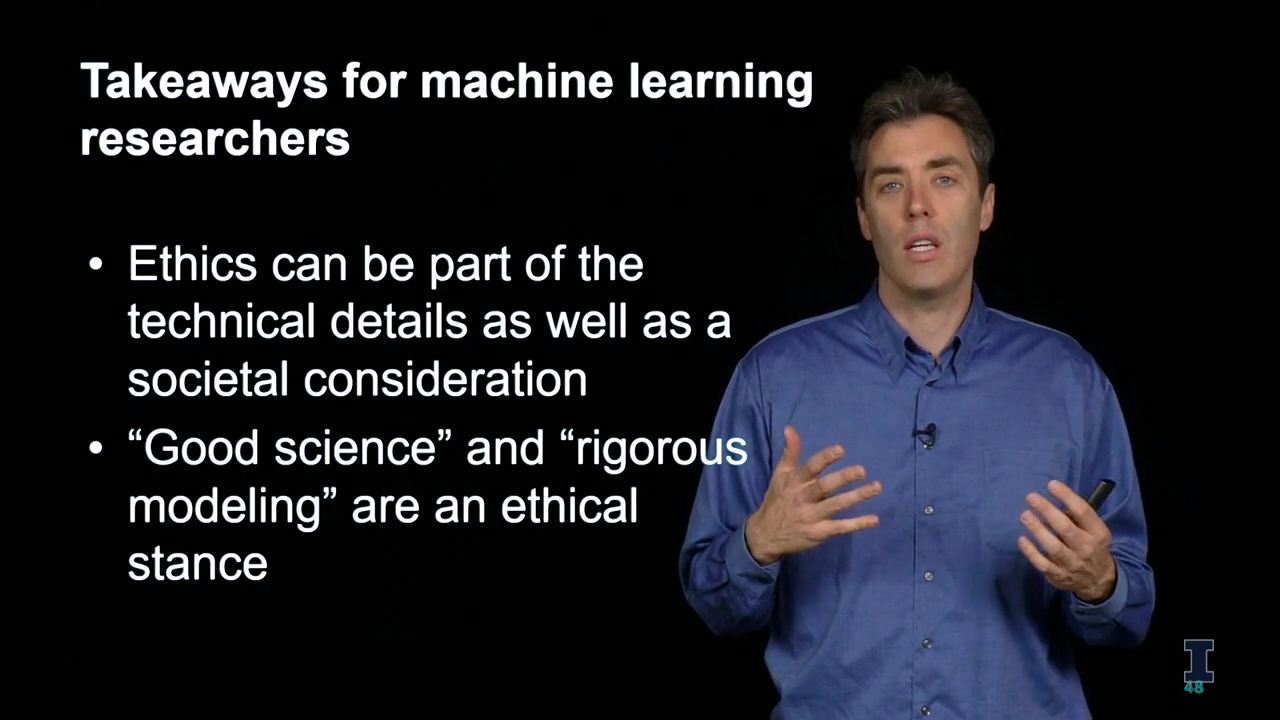 Takeaways for machine learning
researchers
• Ethics can be part of the
technical details as well as a
societal consideration
• “Good science” and “rigorous
modeling” are an ethical
stance
I
48